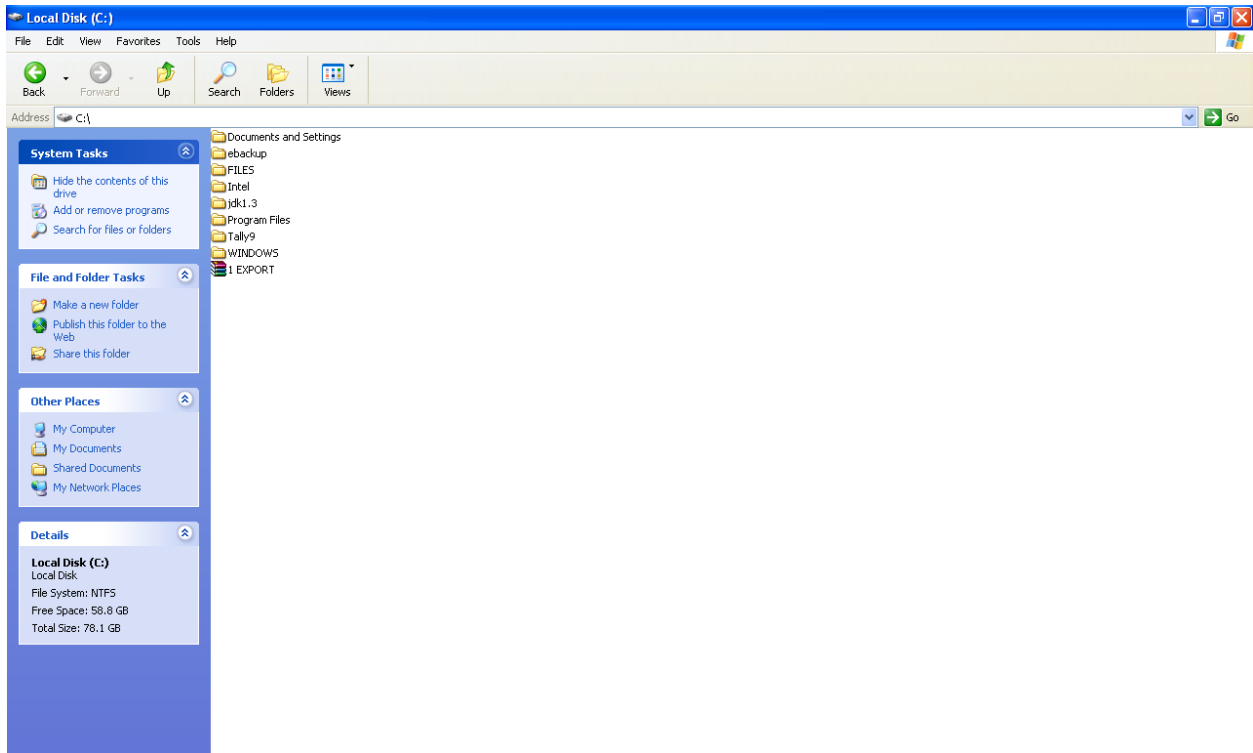 Local Disk (C:)
File Edit View Favorites Tools Help
Back Forward Up Search Folders Views
Address C:\ Go
System Tasks
Hide the contents of this
drive
Add or remove programs
Search for files or folders
File and Folder Tasks
Make a new folder
Publish this folder to the
Web
Share this folder
Other Places
My Computer
My Documents
Shared Documents
My Network Places
Details
Local Disk (C:)
Local Disk
File System: NTFS
Free Space: 58.8 GB
Total Size: 78.1 GB
Documents and Settings
ebackup
FILES
Intel
jdk1.3
Program Files
Tally9
WINDOWS
1 EXPORT